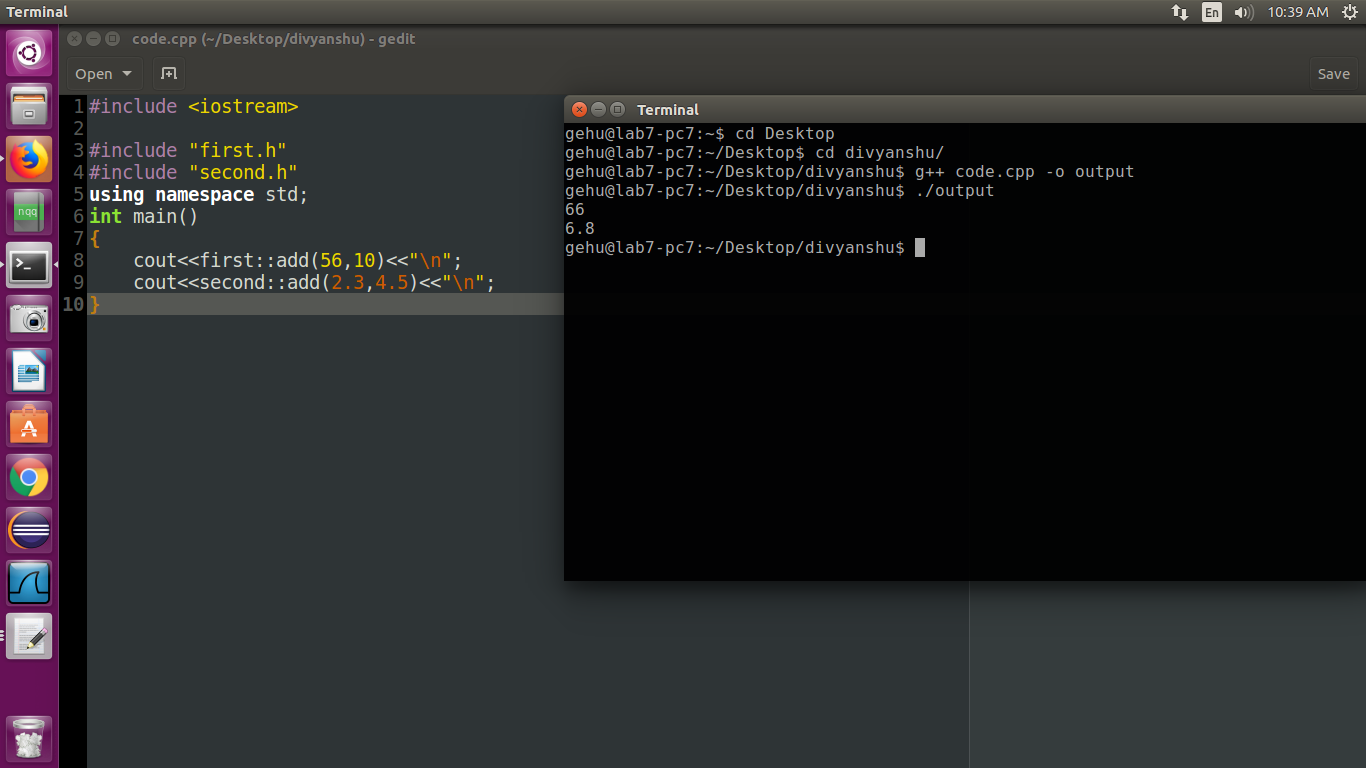 Terminal
En
10:39 AM
code.cpp (~/Desktop/divyanshu) - gedit
Open
Save
1 #include <iostream>
2
3 #include "first.h"
4 #include "second.h"
5 using namespace std;
6 int main()
7 {
8     cout<<first::add(56,10)<<"\n";
9     cout<<second::add(2.3,4.5)<<"\n";
10 }
Terminal
gehu@lab7-pc7:~$ cd Desktop
gehu@lab7-pc7:~/Desktop$ cd divyanshu/
gehu@lab7-pc7:~/Desktop/divyanshu$ g++ code.cpp -o output
gehu@lab7-pc7:~/Desktop/divyanshu$ ./output
66
6.8
gehu@lab7-pc7:~/Desktop/divyanshu$
nqq